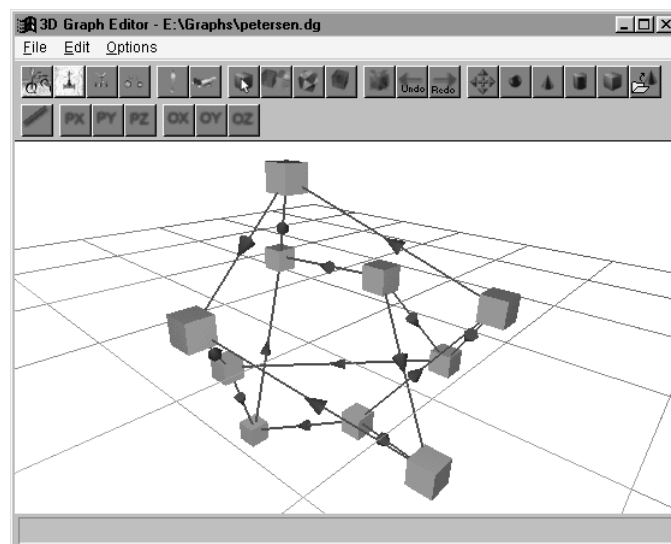 3D Graph Editor - E:\Graphs\petersen.dg
File Edit Options
Undo Redo
PX PY PZ OX OY OZ